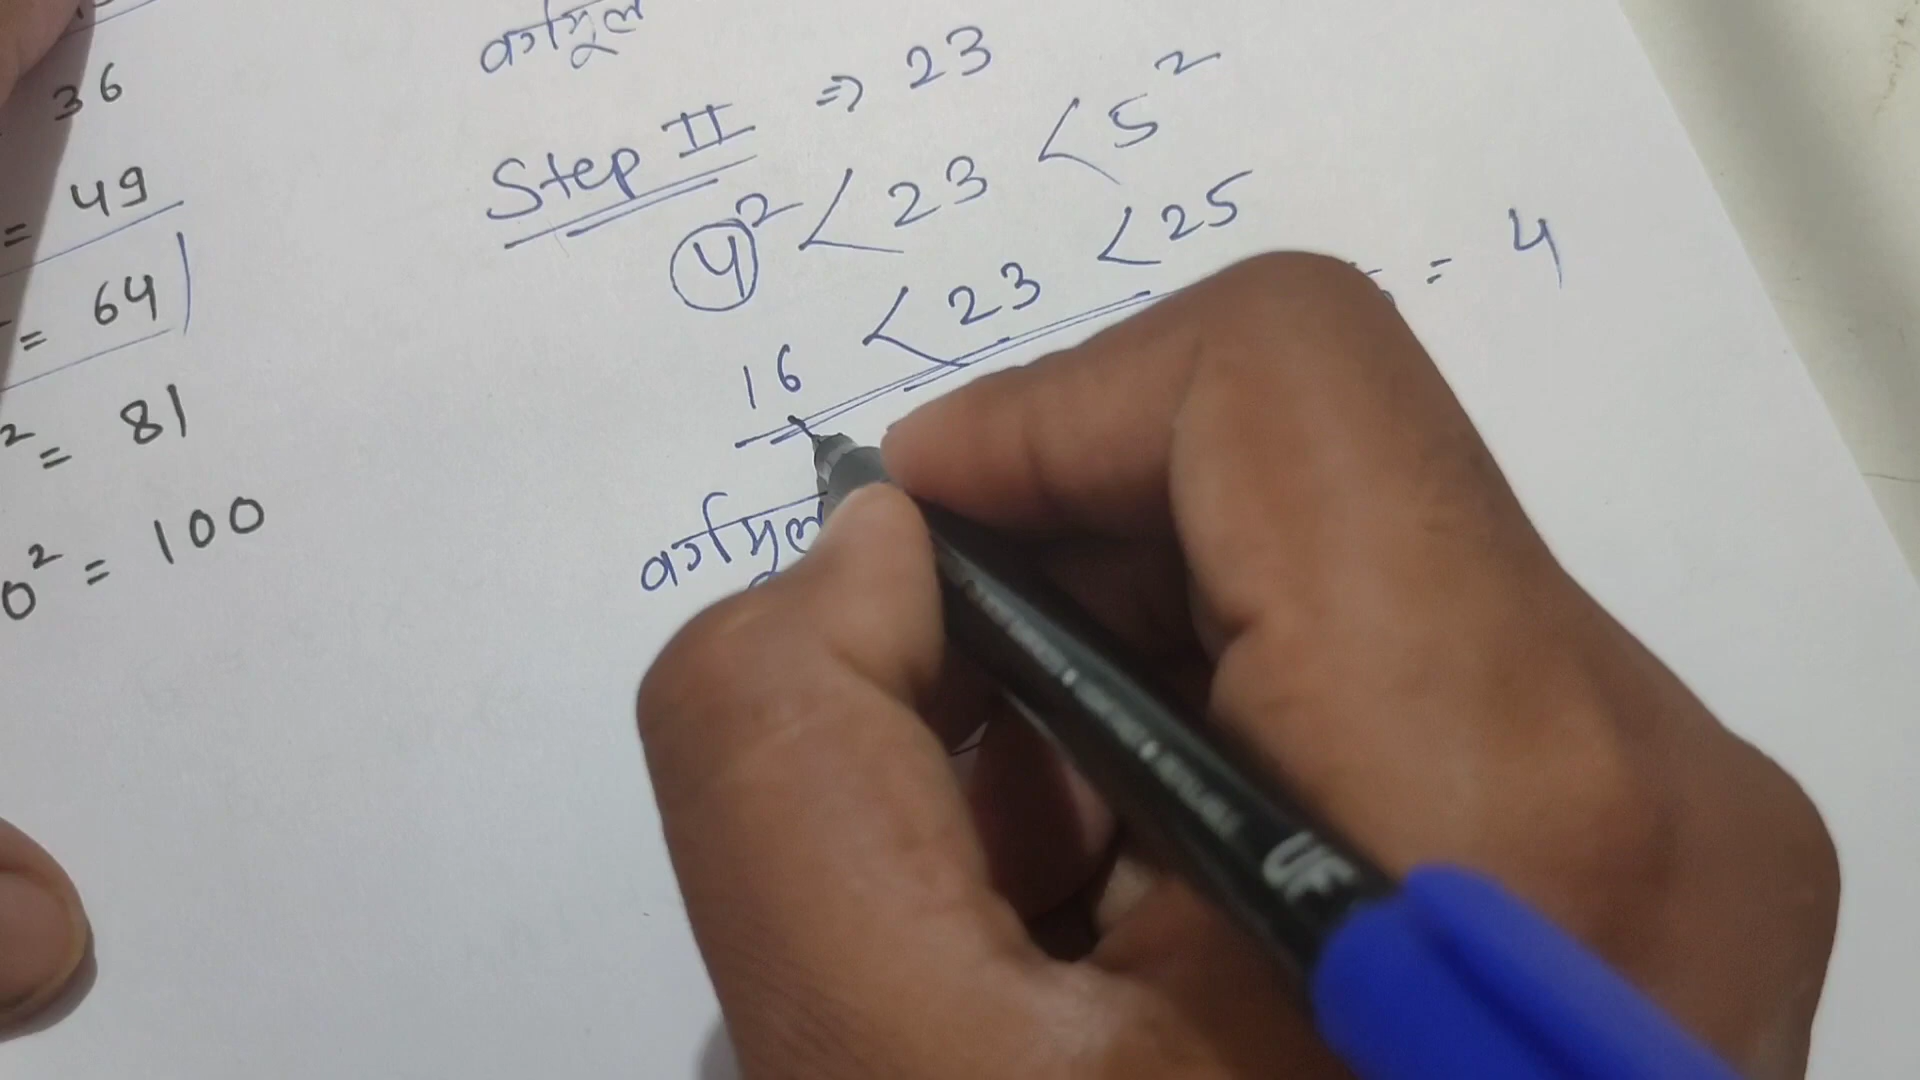 36
= 49
= 64
² = 81
0² = 100
वर्गमूल
Step II => 23
4² < 23 < 5²
16 < 23 < 25
वर्गमूल
= 4
UF